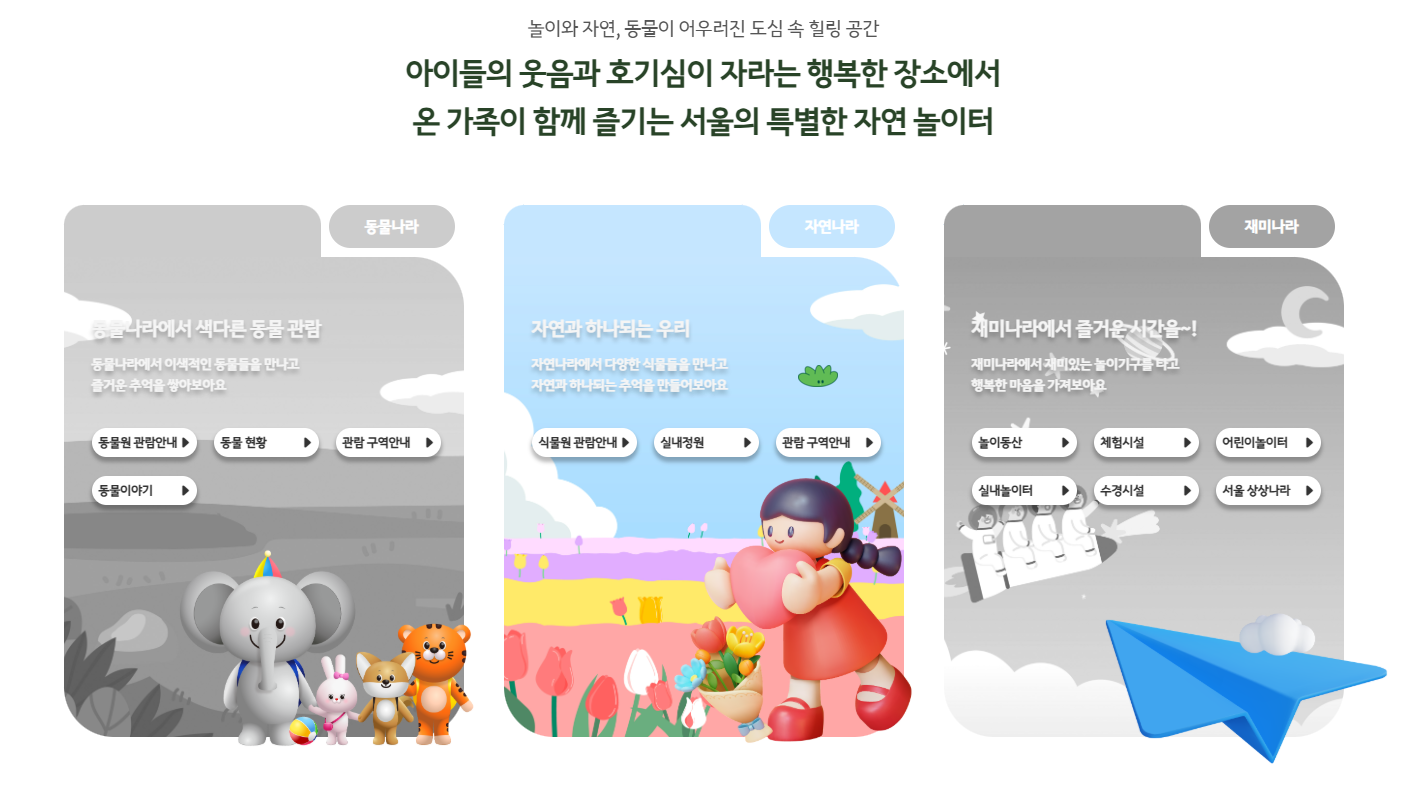 놀이와 자연, 동물이 어우러진 도심 속 힐링 공간
아이들의 웃음과 호기심이 자라는 행복한 장소에서
온 가족이 함께 즐기는 서울의 특별한 자연 놀이터
동물나라
동물나라에서 색다른 동물 관람
동물나라에서 이색적인 동물들을 만나고
즐거운 추억을 쌓아보아요
동물원 관람안내
동물 현황
관람 구역안내
동물이야기
자연나라
자연과 하나되는 우리
자연나라에서 다양한 식물들을 만나고
자연과 하나되는 추억을 만들어보아요
식물원 관람안내
실내정원
관람 구역안내
재미나라
재미나라에서 즐거운 시간을~!
재미나라에서 재미있는 놀이기구를 타고
행복한 마음을 가져보아요
놀이동산
체험시설
어린이놀이터
실내놀이터
수경시설
서울 상상나라